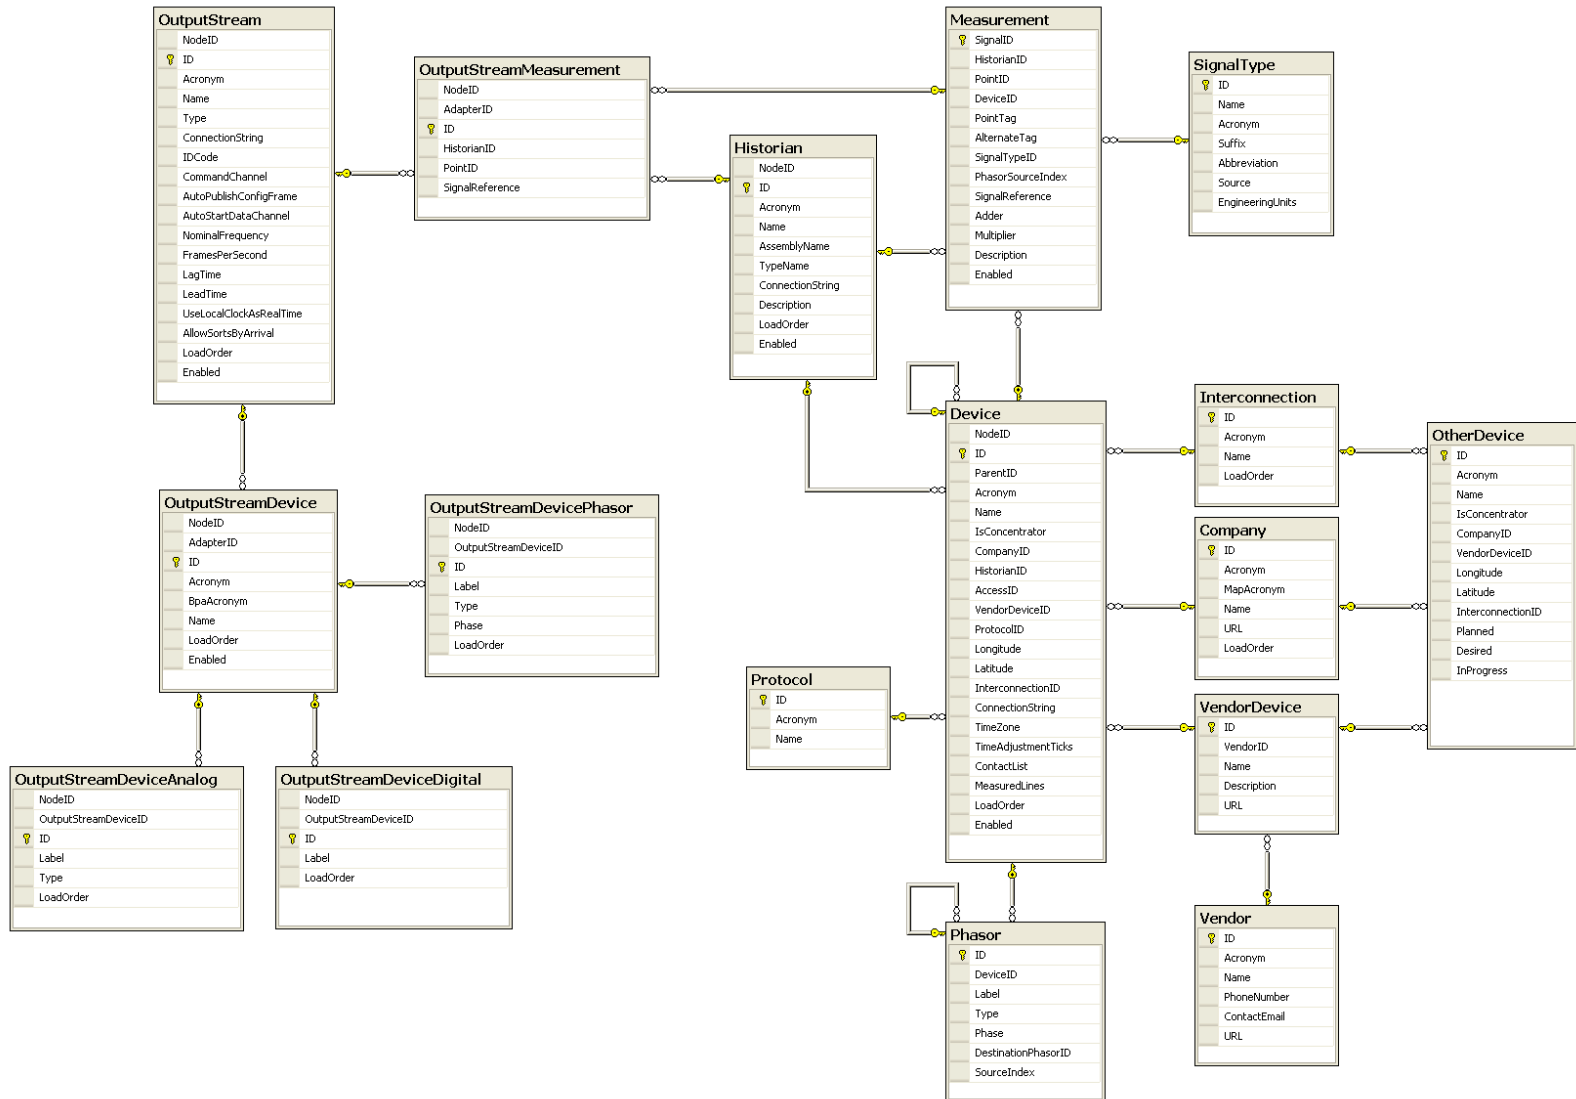 OutputStream
NodeID
ID
Acronym
Name
Type
ConnectionString
IDCode
CommandChannel
AutoPublishConfigFrame
AutoStartDataChannel
NominalFrequency
FramesPerSecond
LagTime
LeadTime
UseLocalClockAsRealTime
AllowSortsByArrival
LoadOrder
Enabled
OutputStreamMeasurement
NodeID
AdapterID
ID
HistorianID
PointID
SignalReference
Historian
NodeID
ID
Acronym
Name
AssemblyName
TypeName
ConnectionString
Description
LoadOrder
Enabled
Measurement
SignalID
HistorianID
PointID
DeviceID
PointTag
AlternateTag
SignalTypeID
PhasorSourceIndex
SignalReference
Adder
Multiplier
Description
Enabled
SignalType
ID
Name
Acronym
Suffix
Abbreviation
Source
EngineeringUnits
OutputStreamDevice
NodeID
AdapterID
ID
Acronym
BpaAcronym
Name
LoadOrder
Enabled
OutputStreamDevicePhasor
NodeID
OutputStreamDeviceID
ID
Label
Type
Phase
LoadOrder
OutputStreamDeviceAnalog
NodeID
OutputStreamDeviceID
ID
Label
Type
LoadOrder
OutputStreamDeviceDigital
NodeID
OutputStreamDeviceID
ID
Label
LoadOrder
Protocol
ID
Acronym
Name
Device
NodeID
ID
ParentID
Acronym
Name
IsConcentrator
CompanyID
HistorianID
AccessID
VendorDeviceID
ProtocolID
Longitude
Latitude
InterconnectionID
ConnectionString
TimeZone
TimeAdjustmentTicks
ContactList
MeasuredLines
LoadOrder
Enabled
Interconnection
ID
Acronym
Name
LoadOrder
Company
ID
Acronym
MapAcronym
Name
URL
LoadOrder
VendorDevice
ID
VendorID
Name
Description
URL
OtherDevice
ID
Acronym
Name
IsConcentrator
CompanyID
VendorDeviceID
Longitude
Latitude
InterconnectionID
Planned
Desired
InProgress
Phasor
ID
DeviceID
Label
Type
Phase
DestinationPhasorID
SourceIndex
Vendor
ID
Acronym
Name
PhoneNumber
ContactEmail
URL